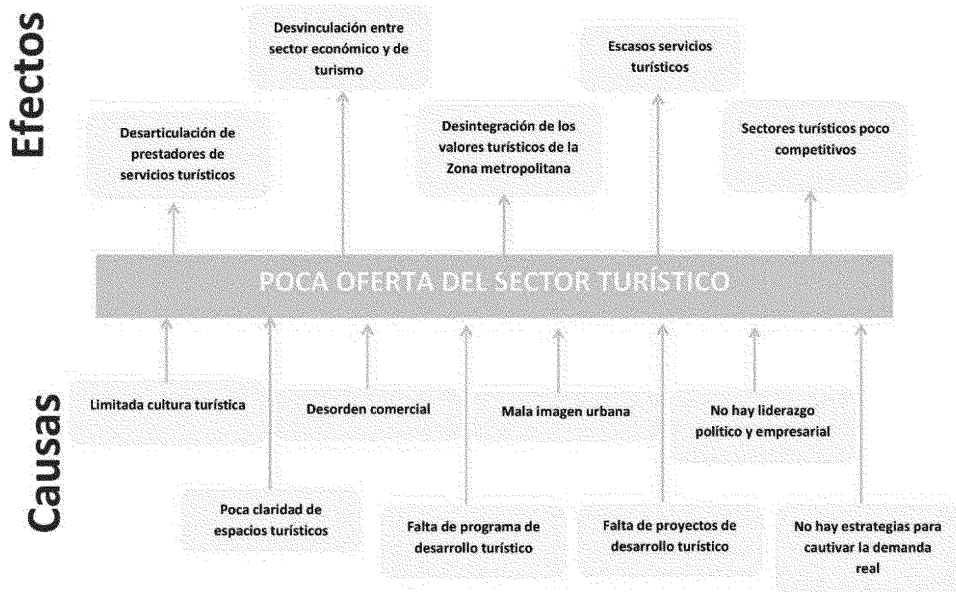 Efectos
Desvinculación entre
sector económico y de
turismo
Escasos servicios
turísticos
Desarticulación de
prestadores de
servicios turísticos
Desintegración de los
valores turísticos de la
Zona metropolitana
Sectores turísticos poco
competitivos
POCA OFERTA DEL SECTOR TURÍSTICO
Causas
Limitada cultura turística
Desorden comercial
Mala imagen urbana
No hay liderazgo
político y empresarial
Poca claridad de
espacios turísticos
Falta de programa de
desarrollo turístico
Falta de proyectos de
desarrollo turístico
No hay estrategias para
cautivar la demanda
real